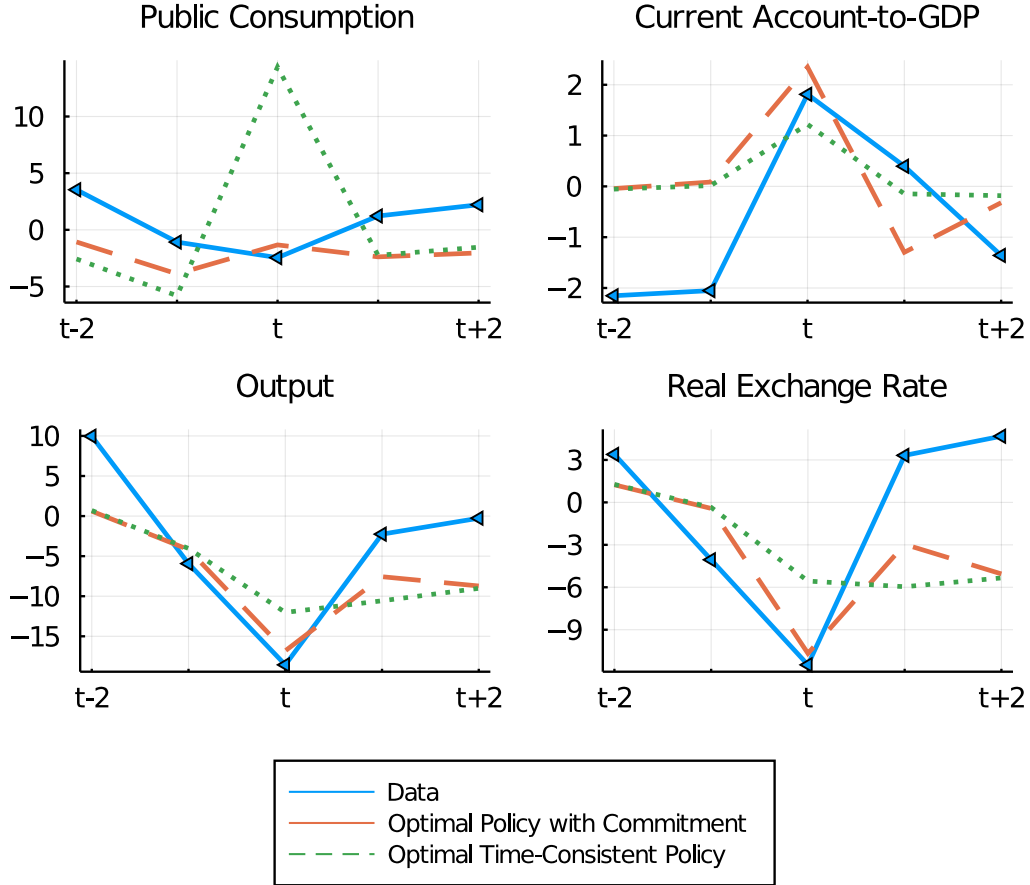 Public Consumption
10
5
0
−5
t-2
t
t+2
Current Account-to-GDP
2
1
0
−1
−2
t-2
t
t+2
Output
10
5
0
−5
−10
−15
t-2
t
t+2
Real Exchange Rate
3
0
−3
−6
−9
t-2
t
t+2
Data
Optimal Policy with Commitment
Optimal Time-Consistent Policy